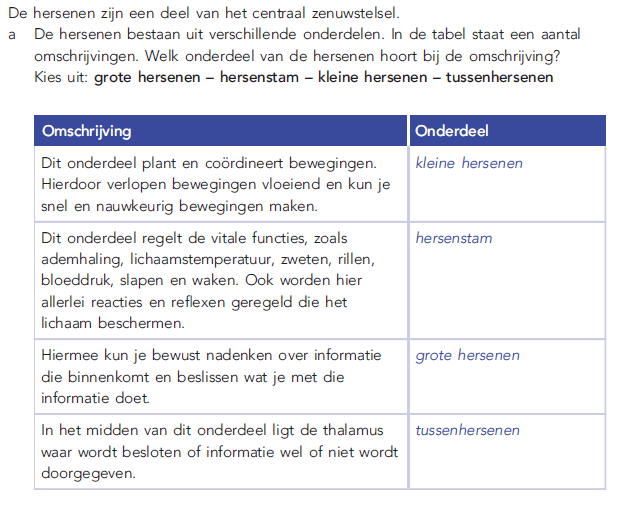 De hersenen zijn een deel van het centraal zenuwstelsel.
a De hersenen bestaan uit verschillende onderdelen. In de tabel staat een aantal
omschrijvingen. Welk onderdeel van de hersenen hoort bij de omschrijving?
Kies uit: grote hersenen – hersenstam – kleine hersenen – tussenhersenen
Omschrijving
Onderdeel
Dit onderdeel plant en coördineert bewegingen.
Hierdoor verlopen bewegingen vloeiend en kun je
snel en nauwkeurig bewegingen maken.
kleine hersenen
Dit onderdeel regelt de vitale functies, zoals
ademhaling, lichaamstemperatuur, zweten, rillen,
bloeddruk, slapen en waken. Ook worden hier
allerlei reacties en reflexen geregeld die het
lichaam beschermen.
hersenstam
Hiermee kun je bewust nadenken over informatie
die binnenkomt en beslissen wat je met die
informatie doet.
grote hersenen
In het midden van dit onderdeel ligt de thalamus
waar wordt besloten of informatie wel of niet wordt
doorgegeven.
tussenhersenen